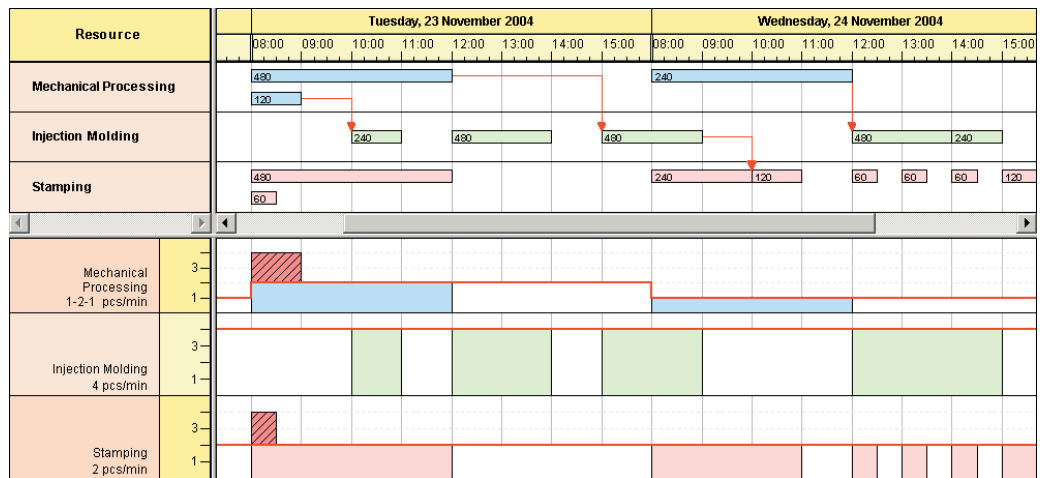 Resource
Tuesday, 23 November 2004
Wednesday, 24 November 2004
08:00 09:00 10:00 11:00 12:00 13:00 14:00 15:00 08:00 09:00 10:00 11:00 12:00 13:00 14:00 15:00
Mechanical Processing
480
240
120
Injection Molding
240 480 480 480 240
Stamping
480 240 120 60 60 60 120
60
Mechanical
Processing
1-2-1 pcs/min
3
1
Injection Molding
4 pcs/min
3
1
Stamping
2 pcs/min
3
1